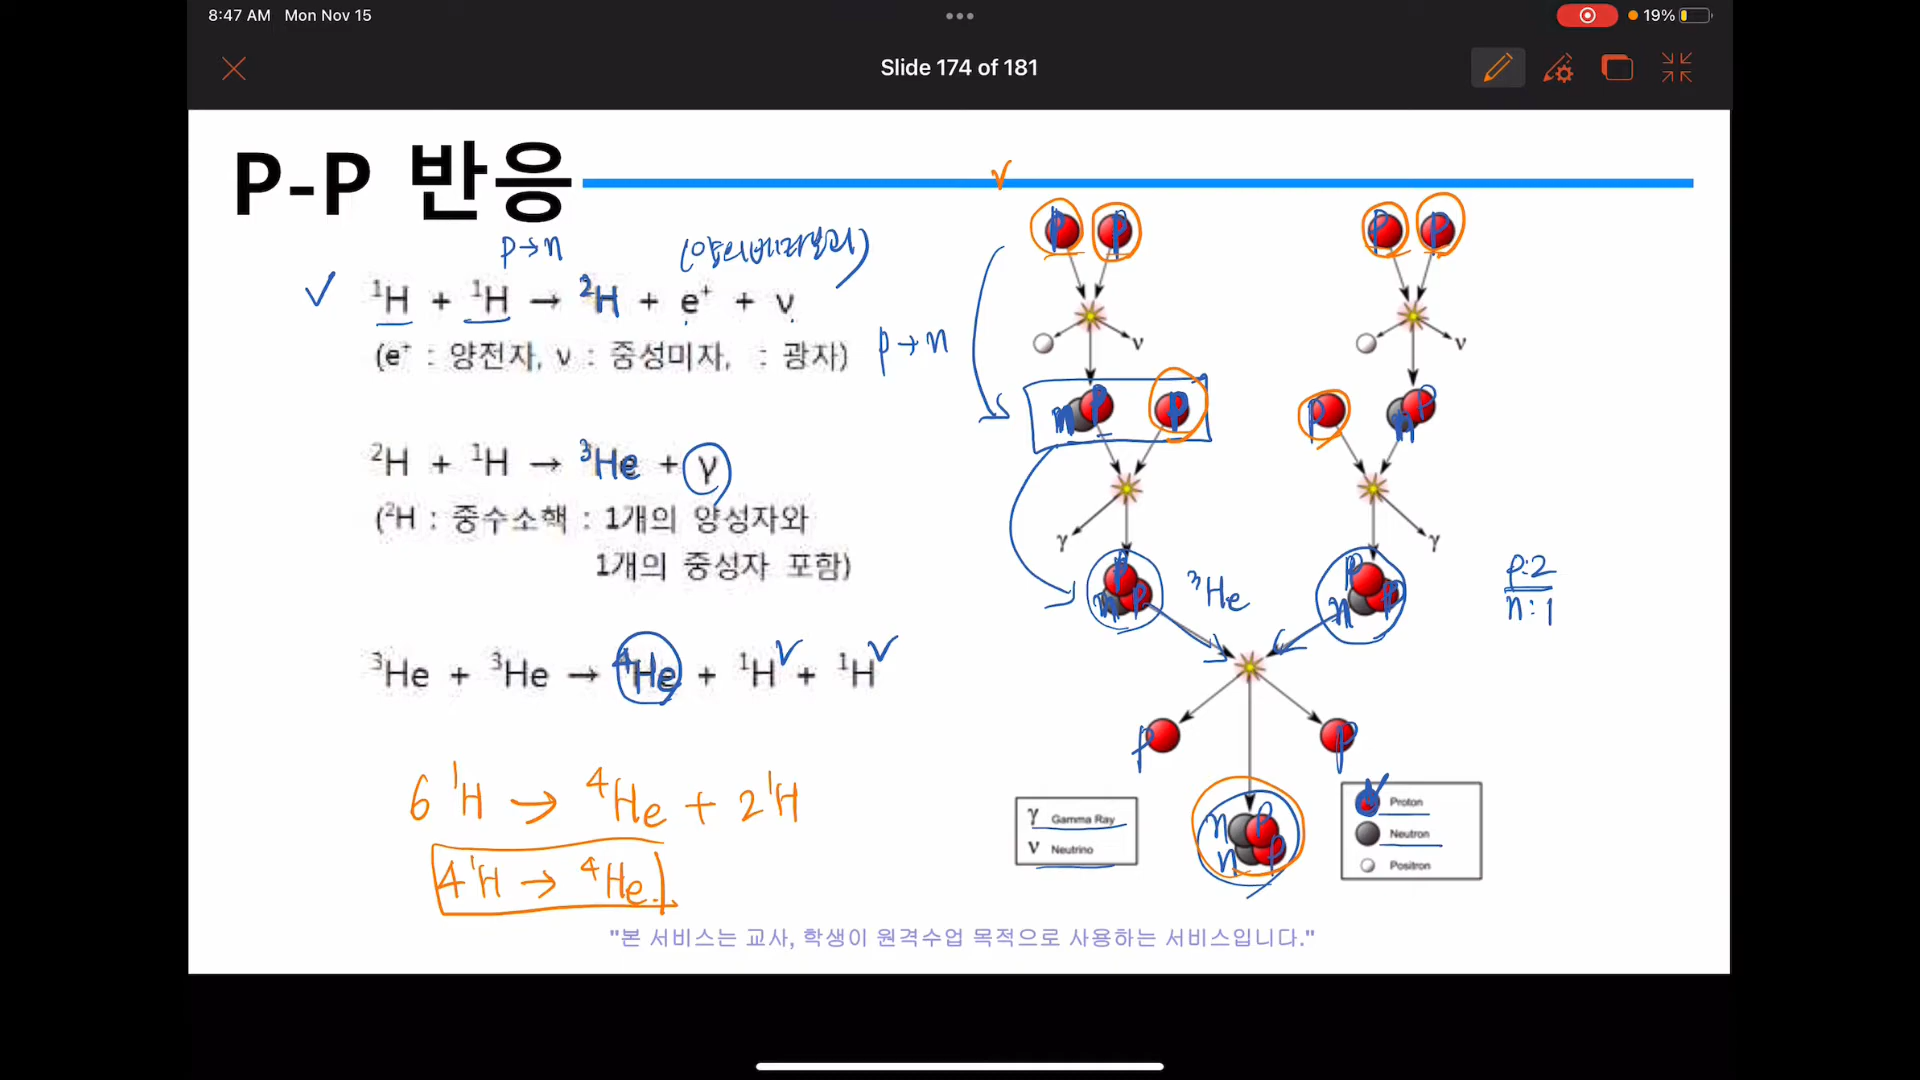 8:47 AM Mon Nov 15
19%
Slide 174 of 181
P-P 반응
p→n
(양의베타붕괴)
¹H + ¹H → ²H + e⁺ + ν
(e⁺ : 양전자, ν : 중성미자, : 광자)
p→n
²H + ¹H → ³He + γ
(²H : 중수소핵 : 1개의 양성자와
1개의 중성자 포함)
³He + ³He → ⁴He + ¹H + ¹H
6 ¹H → ⁴He + 2 ¹H
4 ¹H → ⁴He
p p p p
ν ν
n p p p n p
γ γ
p n p ³He p n p
p:2
n:1
p p
n p
n p
γ Gamma Ray
ν Neutrino
Proton
Neutron
Positron
"본 서비스는 교사, 학생이 원격수업 목적으로 사용하는 서비스입니다."